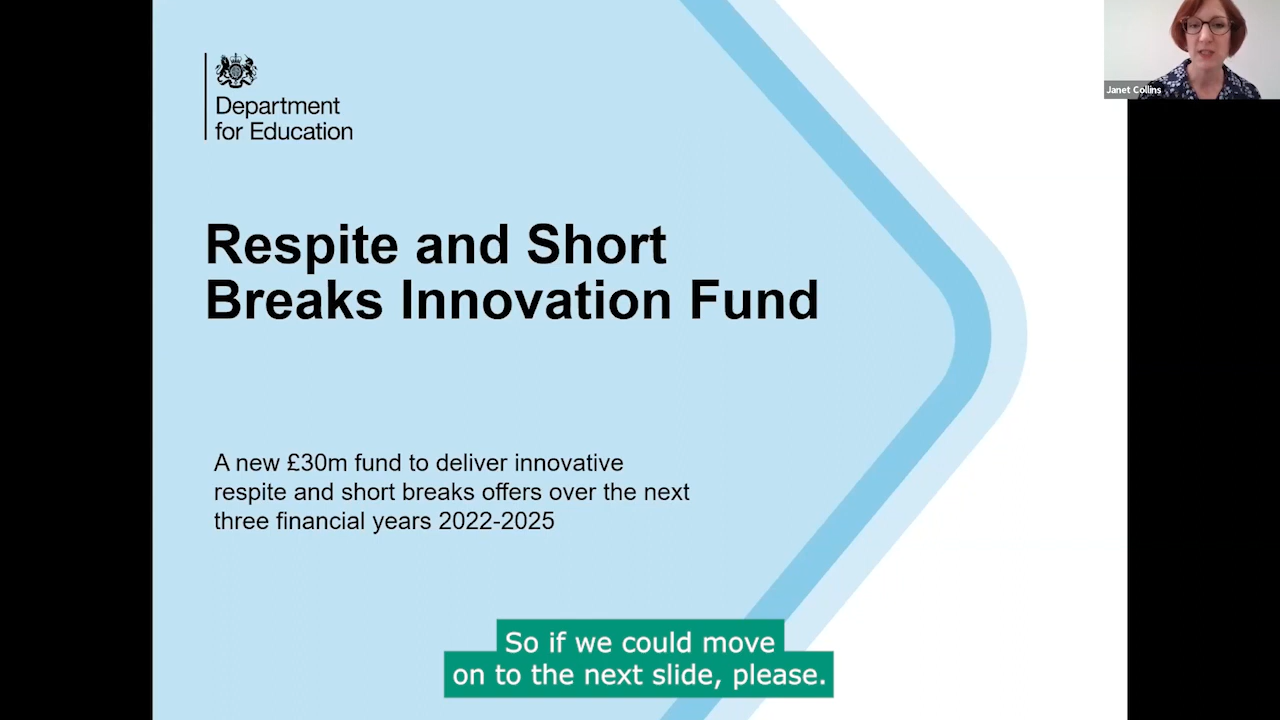 Department
for Education
Janet Collins
Respite and Short
Breaks Innovation Fund
A new £30m fund to deliver innovative
respite and short breaks offers over the next
three financial years 2022-2025
So if we could move
on to the next slide, please.